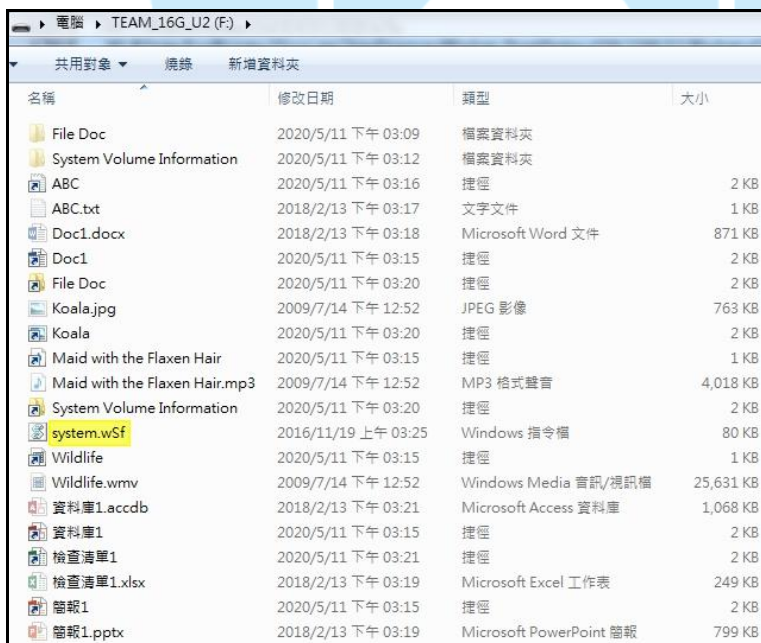 電腦 TEAM_16G_U2 (F:)
共用對象 燒錄 新增資料夾
名稱 修改日期 類型 大小
File Doc 2020/5/11 下午 03:09 檔案資料夾
System Volume Information 2020/5/11 下午 03:12 檔案資料夾
ABC 2020/5/11 下午 03:16 捷徑 2 KB
ABC.txt 2018/2/13 下午 03:17 文字文件 1 KB
Doc1.docx 2018/2/13 下午 03:18 Microsoft Word 文件 871 KB
Doc1 2020/5/11 下午 03:15 捷徑 2 KB
File Doc 2020/5/11 下午 03:20 捷徑 2 KB
Koala.jpg 2009/7/14 下午 12:52 JPEG 影像 763 KB
Koala 2020/5/11 下午 03:20 捷徑 2 KB
Maid with the Flaxen Hair 2020/5/11 下午 03:15 捷徑 1 KB
Maid with the Flaxen Hair.mp3 2009/7/14 下午 12:52 MP3 格式聲音 4,018 KB
System Volume Information 2020/5/11 下午 03:20 捷徑 2 KB
system.wSf 2016/11/19 上午 03:25 Windows 指令檔 80 KB
Wildlife 2020/5/11 下午 03:15 捷徑 1 KB
Wildlife.wmv 2009/7/14 下午 12:52 Windows Media 音訊/視訊檔 25,631 KB
資料庫1.accdb 2018/2/13 下午 03:21 Microsoft Access 資料庫 1,068 KB
資料庫1 2020/5/11 下午 03:15 捷徑 2 KB
檢查清單1 2020/5/11 下午 03:21 捷徑 2 KB
檢查清單1.xlsx 2018/2/13 下午 03:19 Microsoft Excel 工作表 249 KB
簡報1 2020/5/11 下午 03:15 捷徑 2 KB
簡報1.pptx 2018/2/13 下午 03:19 Microsoft PowerPoint 簡報 799 KB